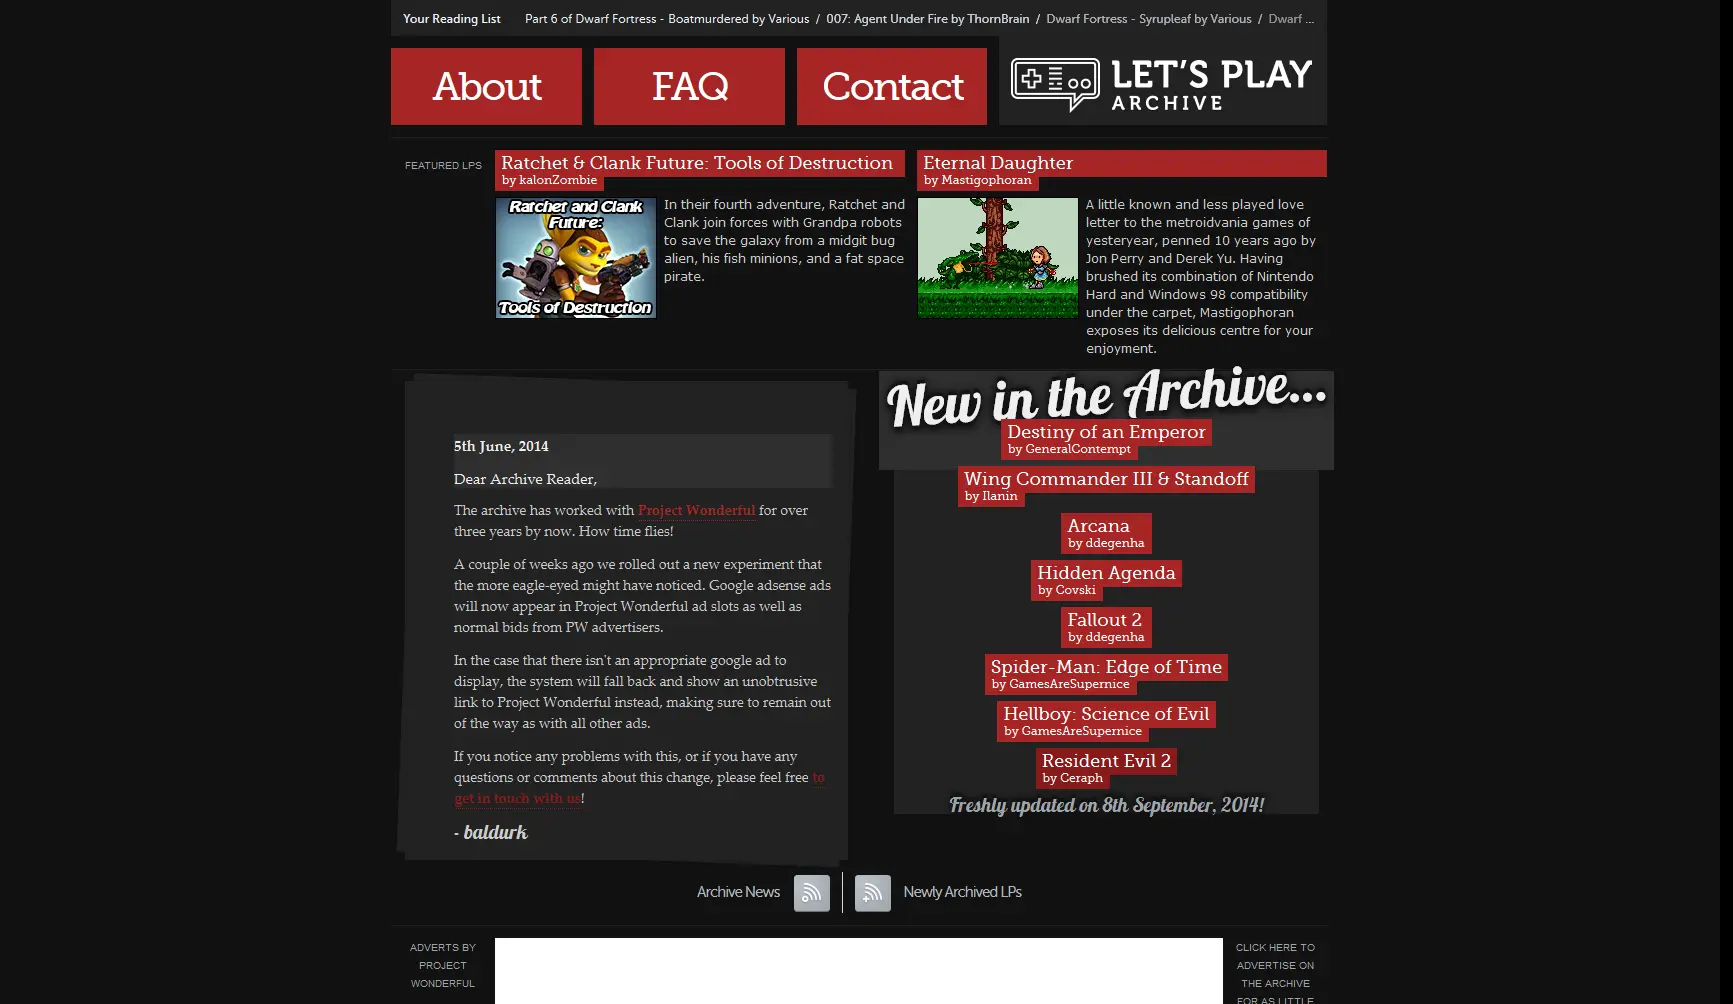 Your Reading List
Part 6 of Dwarf Fortress - Boatmurdered by Various / 007: Agent Under Fire by ThornBrain / Dwarf Fortress - Syrupleaf by Various / Dwarf ...
About
FAQ
Contact
LET'S PLAY
ARCHIVE
FEATURED LPS
Ratchet & Clank Future: Tools of Destruction
by kalonZombie
Ratchet and Clank
Future:
Tools of Destruction
In their fourth adventure, Ratchet and
Clank join forces with Grandpa robots
to save the galaxy from a midgit bug
alien, his fish minions, and a fat space
pirate.
Eternal Daughter
by Mastigophoran
A little known and less played love
letter to the metroidvania games of
yesteryear, penned 10 years ago by
Jon Perry and Derek Yu. Having
brushed its combination of Nintendo
Hard and Windows 98 compatibility
under the carpet, Mastigophoran
exposes its delicious centre for your
enjoyment.
5th June, 2014
Dear Archive Reader,
The archive has worked with Project Wonderful for over
three years by now. How time flies!
A couple of weeks ago we rolled out a new experiment that
the more eagle-eyed might have noticed. Google adsense ads
will now appear in Project Wonderful ad slots as well as
normal bids from PW advertisers.
In the case that there isn't an appropriate google ad to
display, the system will fall back and show an unobtrusive
link to Project Wonderful instead, making sure to remain out
of the way as with all other ads.
If you notice any problems with this, or if you have any
questions or comments about this change, please feel free to
get in touch with us!
- baldurk
New in the Archive...
Destiny of an Emperor
by GeneralContempt
Wing Commander III & Standoff
by Ilanin
Arcana
by ddegenha
Hidden Agenda
by Covski
Fallout 2
by ddegenha
Spider-Man: Edge of Time
by GamesAreSupernice
Hellboy: Science of Evil
by GamesAreSupernice
Resident Evil 2
by Ceraph
Freshly updated on 8th September, 2014!
Archive News
Newly Archived LPs
ADVERTS BY
PROJECT
WONDERFUL
CLICK HERE TO
ADVERTISE ON
THE ARCHIVE
FOR AS LITTLE